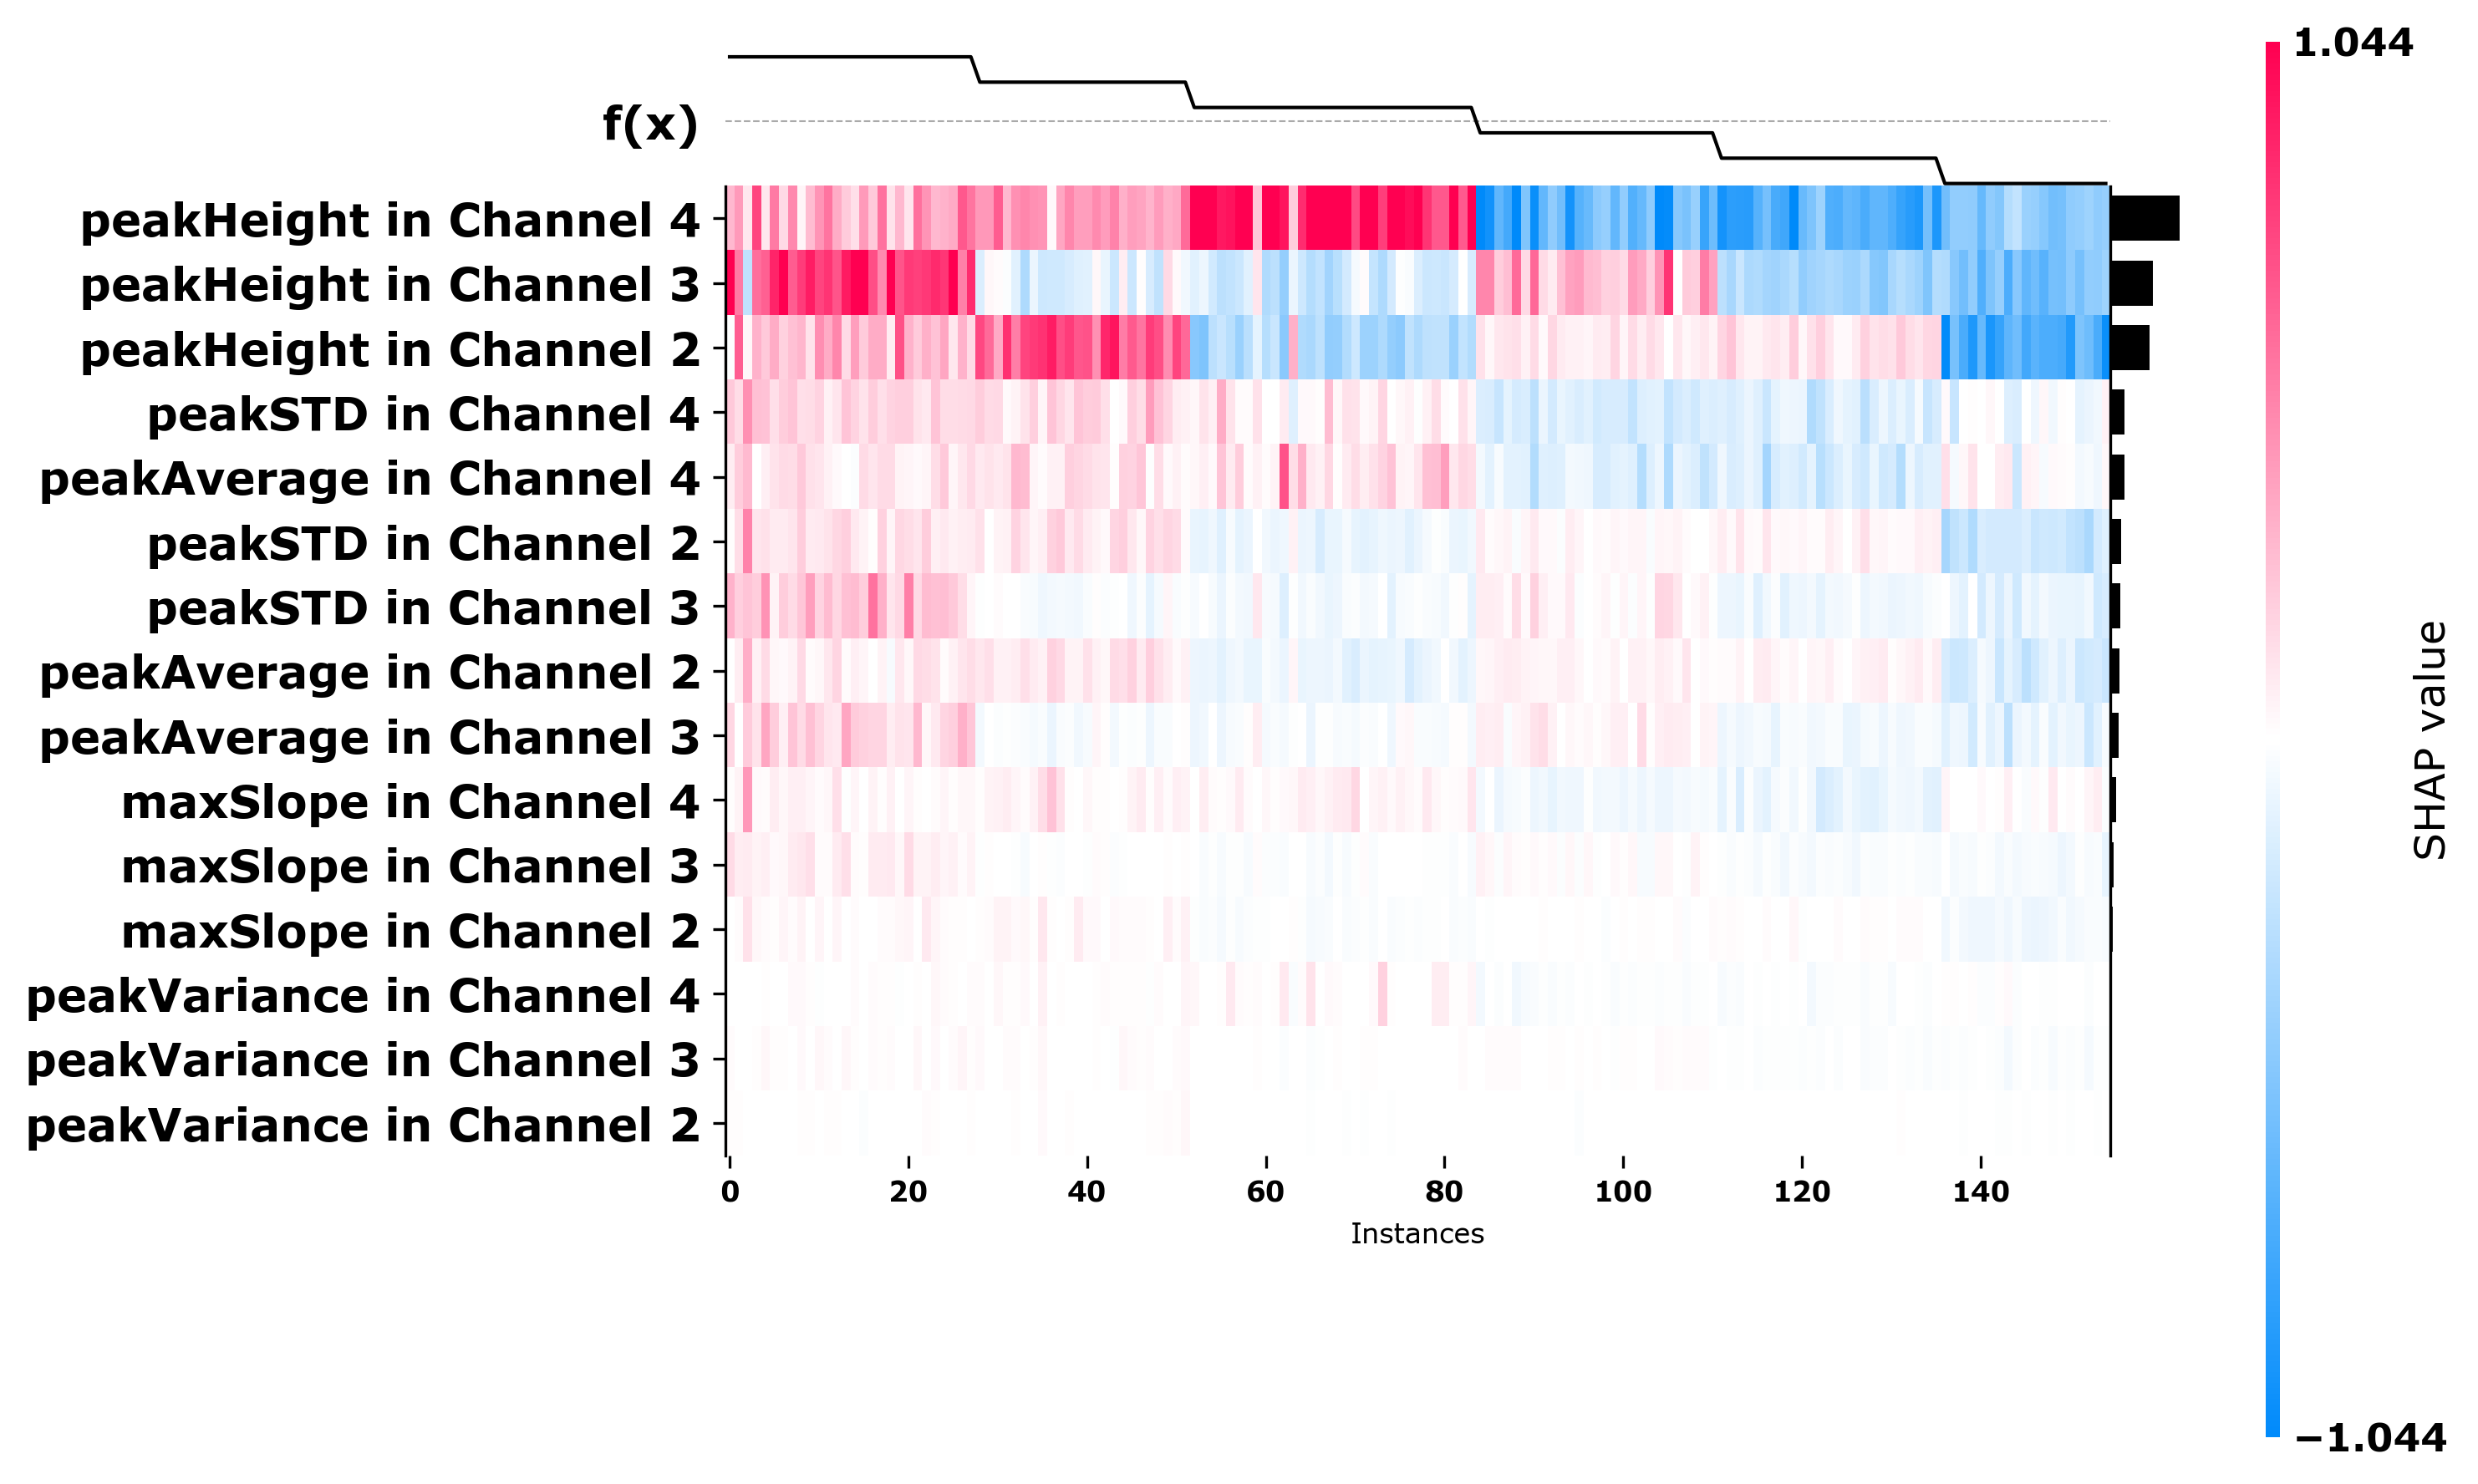 1.044
f(x)
peakHeight in Channel 4
peakHeight in Channel 3
peakHeight in Channel 2
peakSTD in Channel 4
peakAverage in Channel 4
peakSTD in Channel 2
peakSTD in Channel 3
peakAverage in Channel 2
peakAverage in Channel 3
maxSlope in Channel 4
maxSlope in Channel 3
maxSlope in Channel 2
peakVariance in Channel 4
peakVariance in Channel 3
peakVariance in Channel 2
0 20 40 60 80 100 120 140
Instances
SHAP value
−1.044